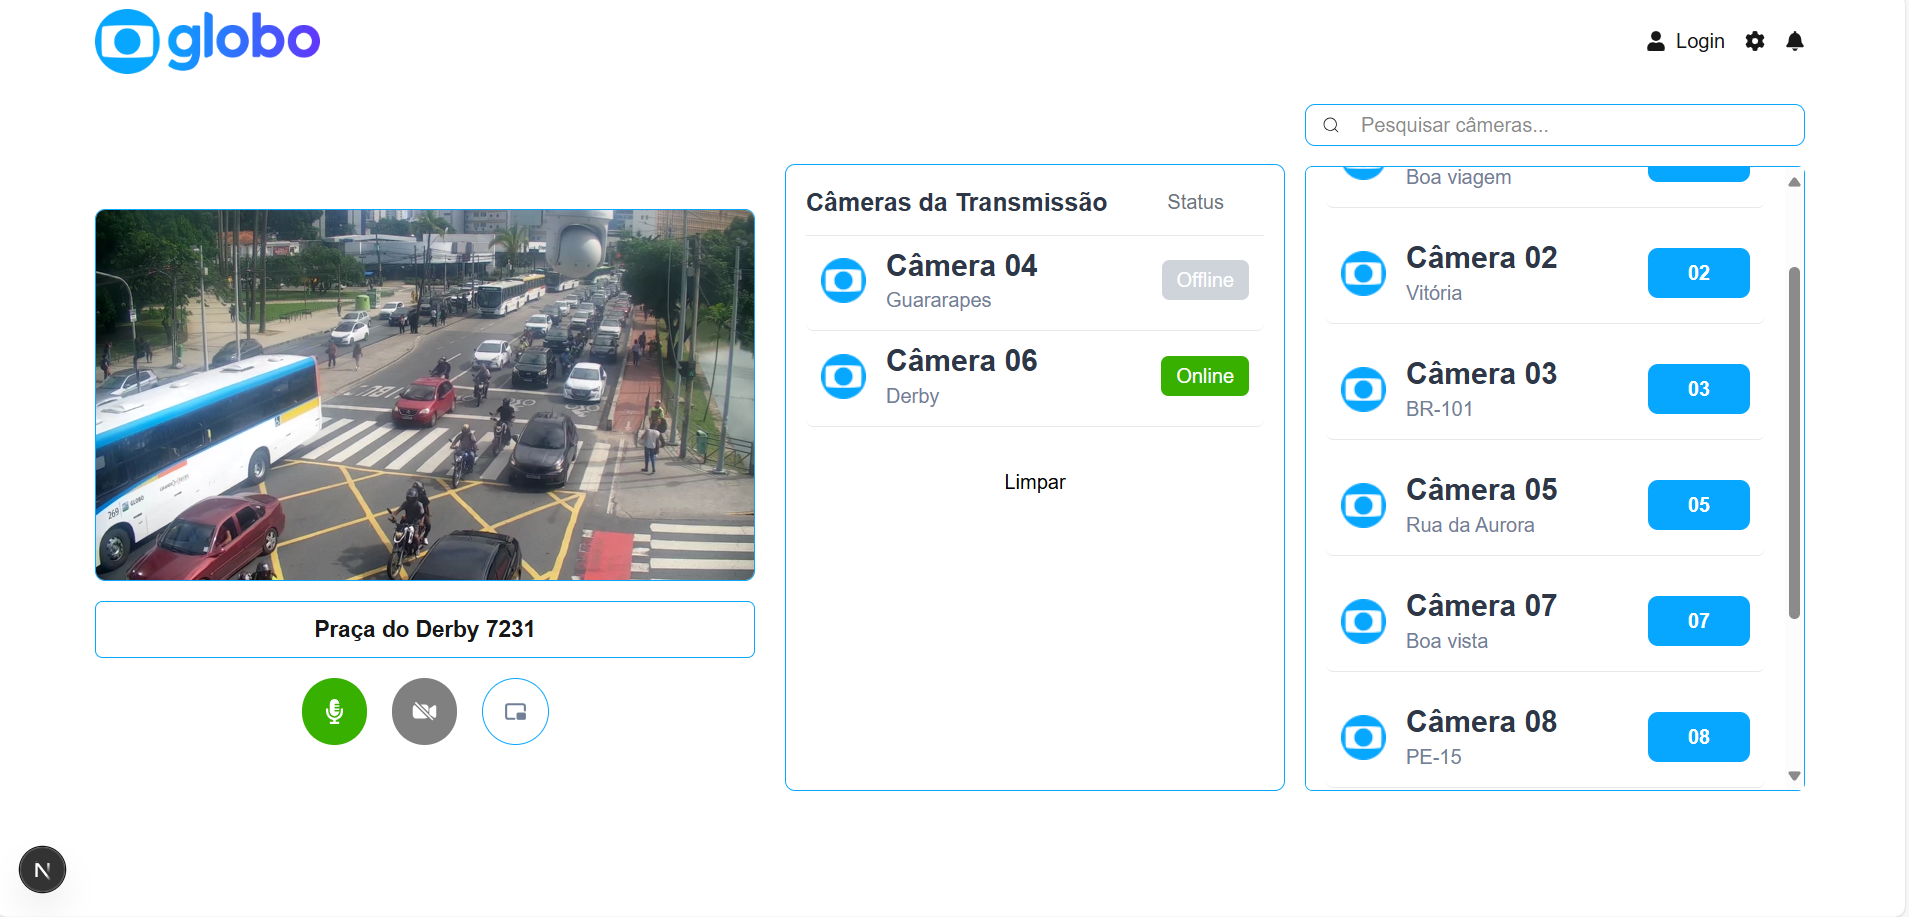 globo
Login
Pesquisar câmeras...
269 GLOBO
Praça do Derby 7231
Câmeras da Transmissão Status
Câmera 04 Offline
Guararapes
Câmera 06 Online
Derby
Limpar
Boa viagem
Câmera 02 02
Vitória
Câmera 03 03
BR-101
Câmera 05 05
Rua da Aurora
Câmera 07 07
Boa vista
Câmera 08 08
PE-15
N